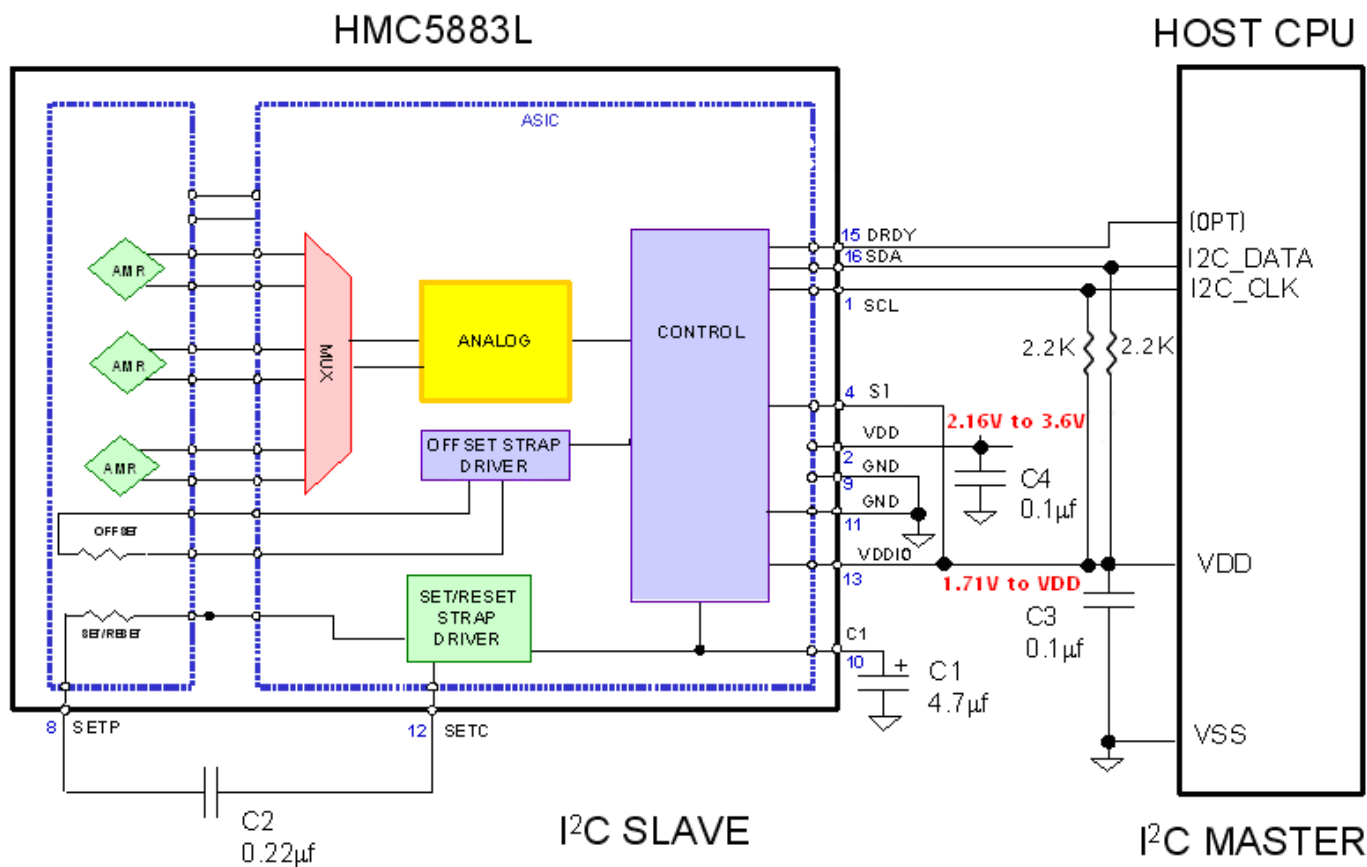 HMC5883L
HOST CPU
ASIC
AMR
AMR
AMR
MUX
ANALOG
CONTROL
OFFSET STRAP
DRIVER
OFFSET
SET/RESET
SET/RESET
STRAP
DRIVER
15 DRDY
16 SDA
1 SCL
4 S1
VDD
2
GND
9
GND
11
VDDIO
13
C1
10
8 SETP
12 SETC
(OPT)
I2C_DATA
I2C_CLK
2.2K
2.2K
2.16V to 3.6V
C4
0.1µf
1.71V to VDD
VDD
C3
0.1µf
+
C1
4.7µf
VSS
C2
0.22µf
I²C SLAVE
I²C MASTER